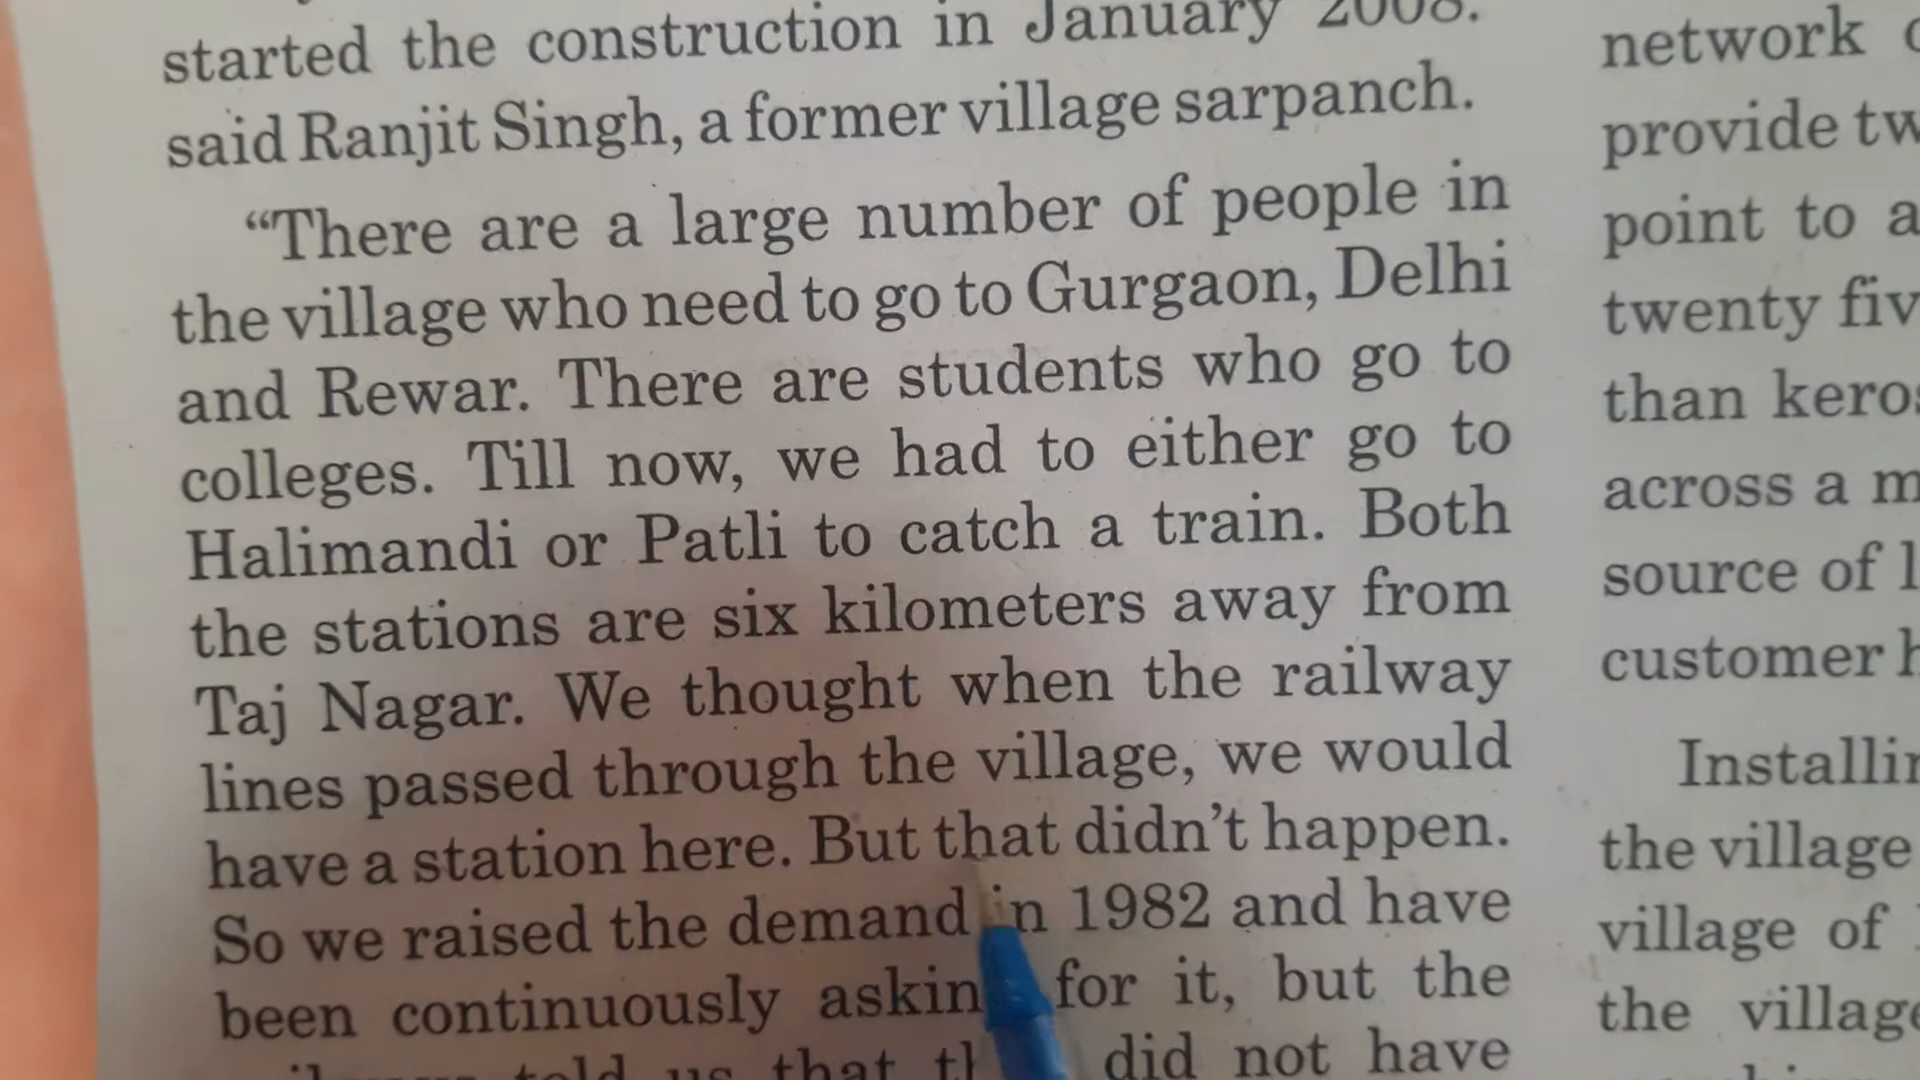 started the construction in January 2008.
said Ranjit Singh, a former village sarpanch.
“There are a large number of people in
the village who need to go to Gurgaon, Delhi
and Rewar. There are students who go to
colleges. Till now, we had to either go to
Halimandi or Patli to catch a train. Both
the stations are six kilometers away from
Taj Nagar. We thought when the railway
lines passed through the village, we would
have a station here. But that didn’t happen.
So we raised the demand in 1982 and have
been continuously askin for it, but the
told us that did not have
network
provide
point to a
twenty
than
across a
source of
customer
the village
village of
the